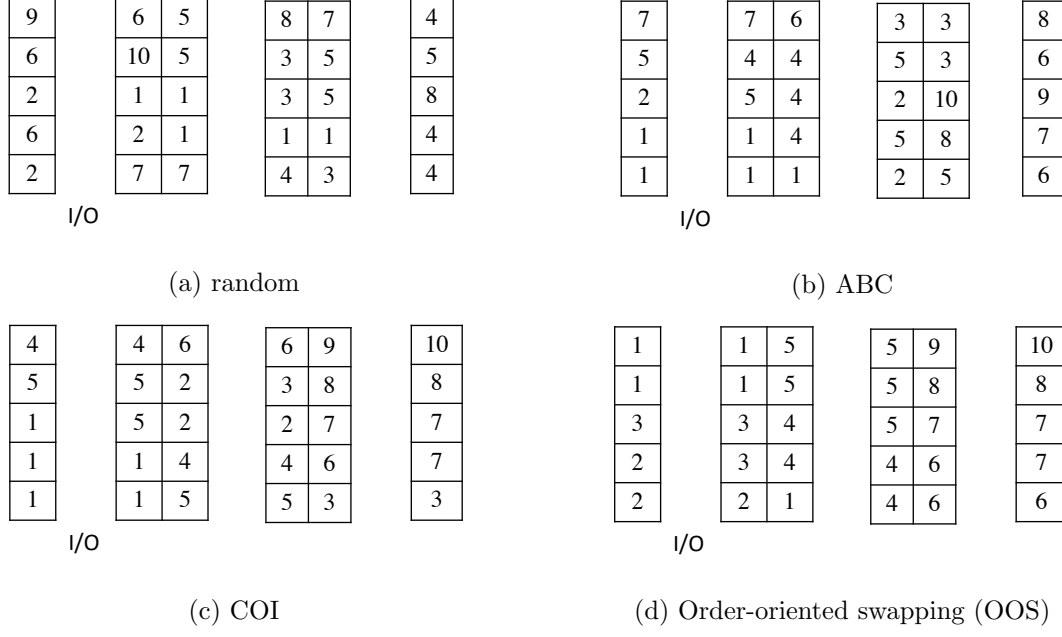 9 6 5 8 7 4
6 10 5 3 5 5
2 1 1 3 5 8
6 2 1 1 1 4
2 7 7 4 3 4
I/O
(a) random
7 7 6 3 3 8
5 4 4 5 3 6
2 5 4 2 10 9
1 1 4 5 8 7
1 1 1 2 5 6
I/O
(b) ABC
4 4 6 6 9 10
5 5 2 3 8 8
1 5 2 2 7 7
1 1 4 4 6 7
1 1 5 5 3 3
I/O
(c) COI
1 1 5 5 9 10
1 1 5 5 8 8
3 3 4 5 7 7
2 3 4 4 6 7
2 2 1 4 6 6
I/O
(d) Order-oriented swapping (OOS)